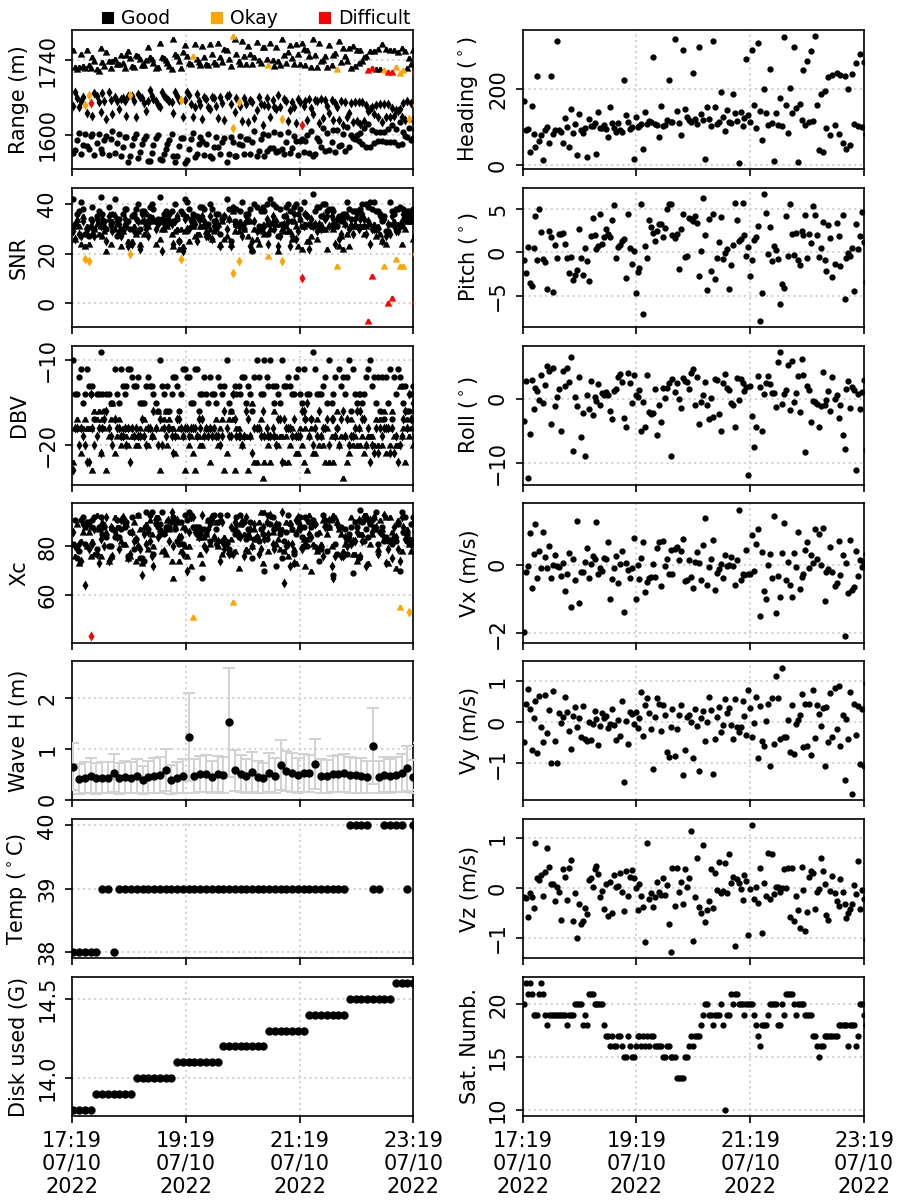 Good Okay Difficult
Range (m)
1740
1600
Heading (°)
200
0
SNR
40
20
0
Pitch (°)
5
0
−5
DBV
−10
−20
Roll (°)
0
−10
Xc
80
60
Vx (m/s)
0
−2
Wave H (m)
2
1
0
Vy (m/s)
1
0
−1
Temp (°C)
40
39
38
Vz (m/s)
1
0
−1
Disk used (G)
14.5
14.0
Sat. Numb.
20
15
10
17:19 19:19 21:19 23:19
07/10 07/10 07/10 07/10
2022 2022 2022 2022
17:19 19:19 21:19 23:19
07/10 07/10 07/10 07/10
2022 2022 2022 2022